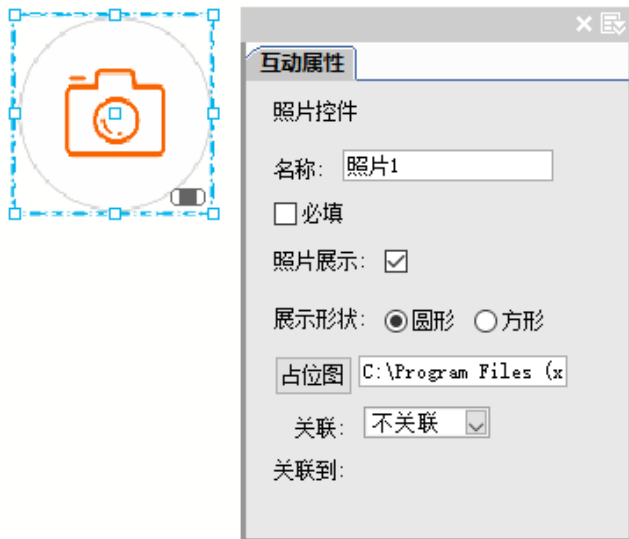 互动属性
照片控件
名称: 照片1
必填
照片展示:
展示形状: 圆形 方形
占位图 C:\Program Files (x
关联: 不关联
关联到: